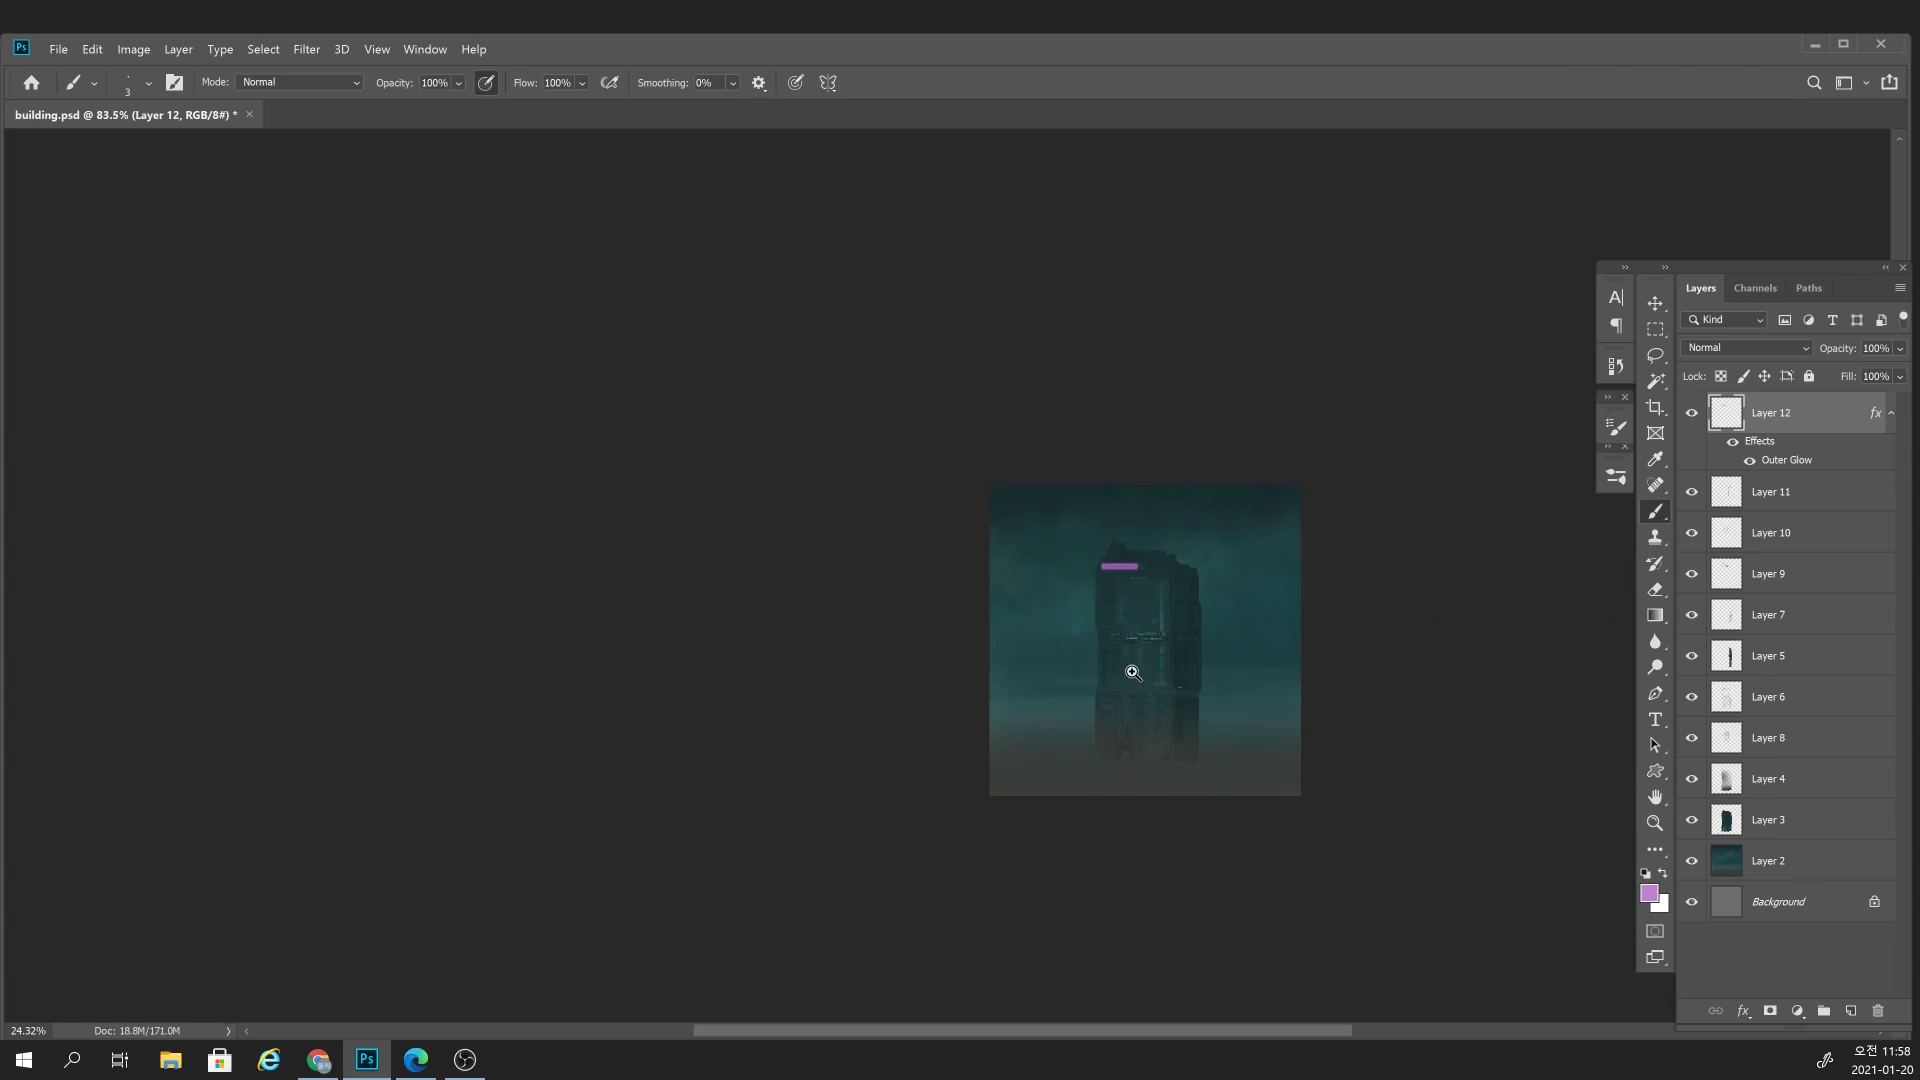 Ps File Edit Image Layer Type Select Filter 3D View Window Help
3 Mode: Normal Opacity: 100% Flow: 100% Smoothing: 0%
building.psd @ 83.5% (Layer 12, RGB/8#) *
Layers Channels Paths
Kind
Normal Opacity: 100%
Lock: Fill: 100%
Layer 12 fx
Effects
Outer Glow
Layer 11
Layer 10
Layer 9
Layer 7
Layer 5
Layer 6
Layer 8
Layer 4
Layer 3
Layer 2
Background
fx
24.32% Doc: 18.8M/171.0M
Ps
오전 11:58
2021-01-20